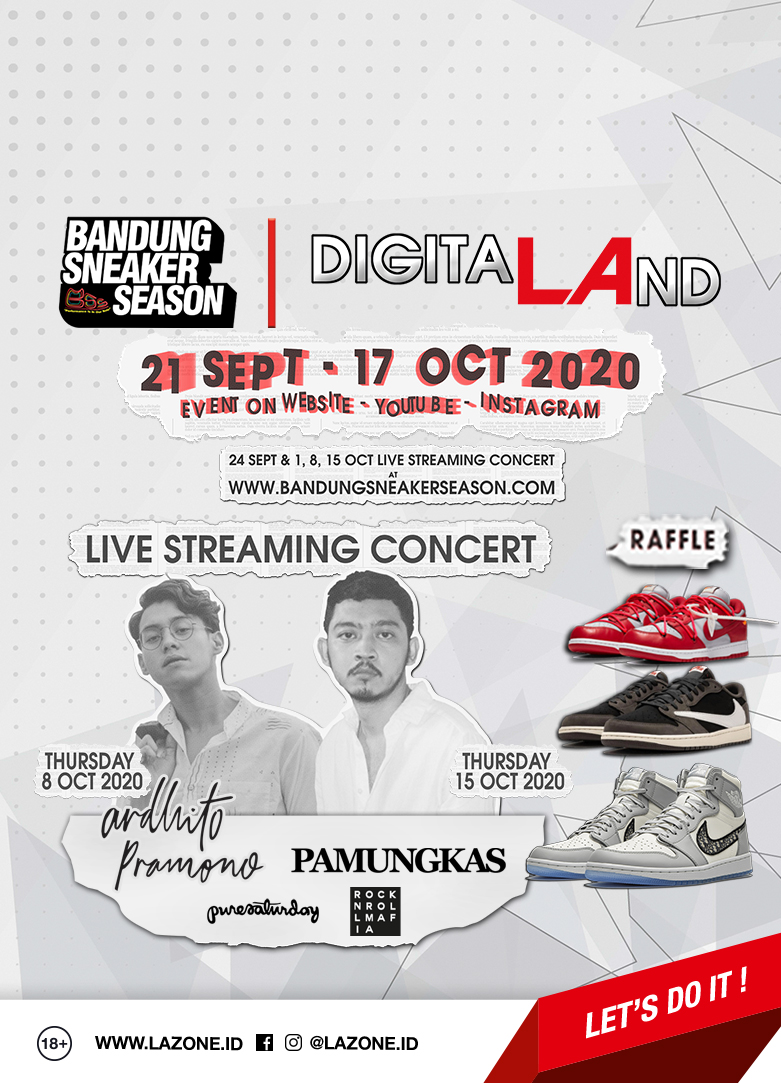 BANDUNG
SNEAKER
SEASON
DIGITALAND
21 SEPT - 17 OCT 2020
EVENT ON WEBSITE - YOUTUBE - INSTAGRAM
24 SEPT & 1, 8, 15 OCT LIVE STREAMING CONCERT
AT
WWW.BANDUNGSNEAKERSEASON.COM
LIVE STREAMING CONCERT
RAFFLE
THURSDAY
8 OCT 2020
THURSDAY
15 OCT 2020
ardhito
Pramono
PAMUNGKAS
puresaturday
ROCK
NROL
LMAF
IA
LET'S DO IT !
18+ WWW.LAZONE.ID @LAZONE.ID